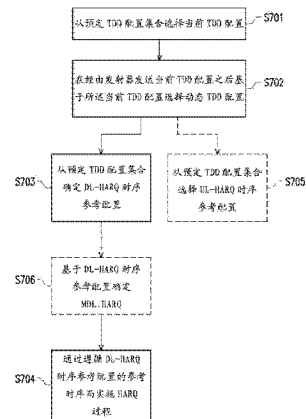 从预定 TDD 配置集合选择当前 TDD
配置
S701
在经由发射器发送当前 TDD 配置之后基
于所述当前 TDD 配置选择动态 TDD 配
置
S702
从预定 TDD 配置集合
确定 DL-HARQ 时序
参考配置
S703
从预定 TDD 配置集合
选择 UL-HARQ 时序
参考配置
S705
基于 DL-HARQ 时序
参考配置确定
MDL_HARQ
S706
通过遵循 DL-HARQ
时序参考配置的参考
时序而实施 HARQ
过程
S704